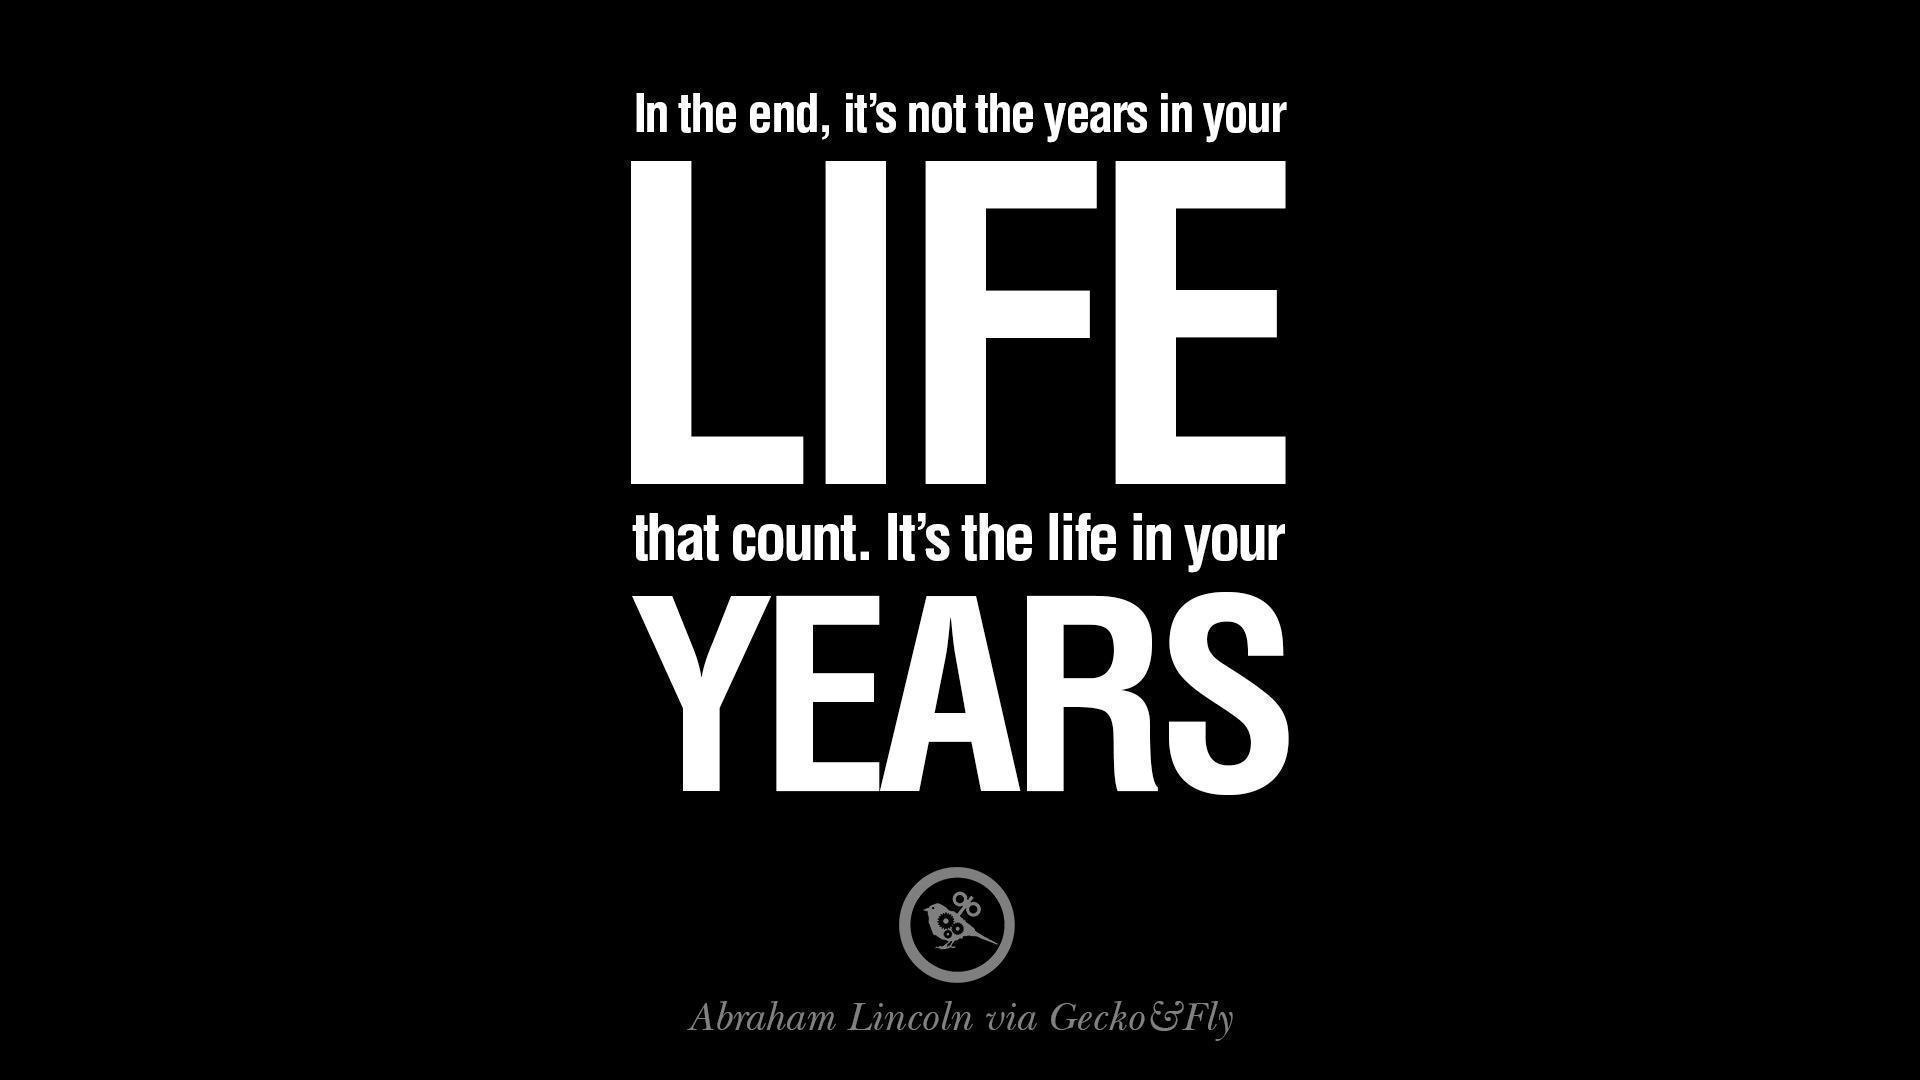 In the end, it’s not the years in your
LIFE
that count. It’s the life in your
YEARS
Abraham Lincoln via Gecko&Fly